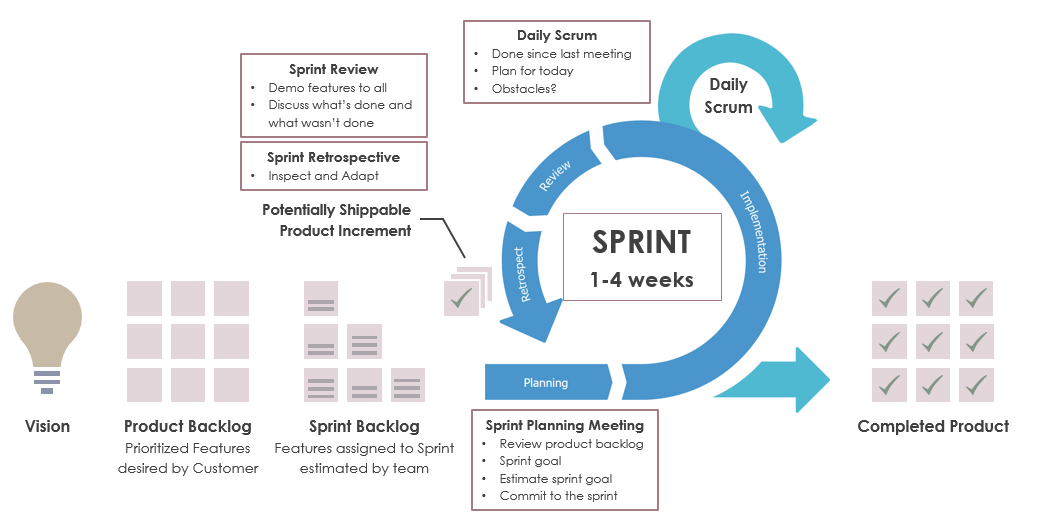 Daily Scrum
• Done since last meeting
• Plan for today
• Obstacles?
Sprint Review
• Demo features to all
• Discuss what's done and
what wasn't done
Sprint Retrospective
• Inspect and Adapt
Potentially Shippable
Product Increment
Daily
Scrum
Review
Implementation
Retrospect
SPRINT
1-4 weeks
Planning
Vision
Product Backlog
Prioritized Features
desired by Customer
Sprint Backlog
Features assigned to Sprint
estimated by team
Sprint Planning Meeting
• Review product backlog
• Sprint goal
• Estimate sprint goal
• Commit to the sprint
Completed Product